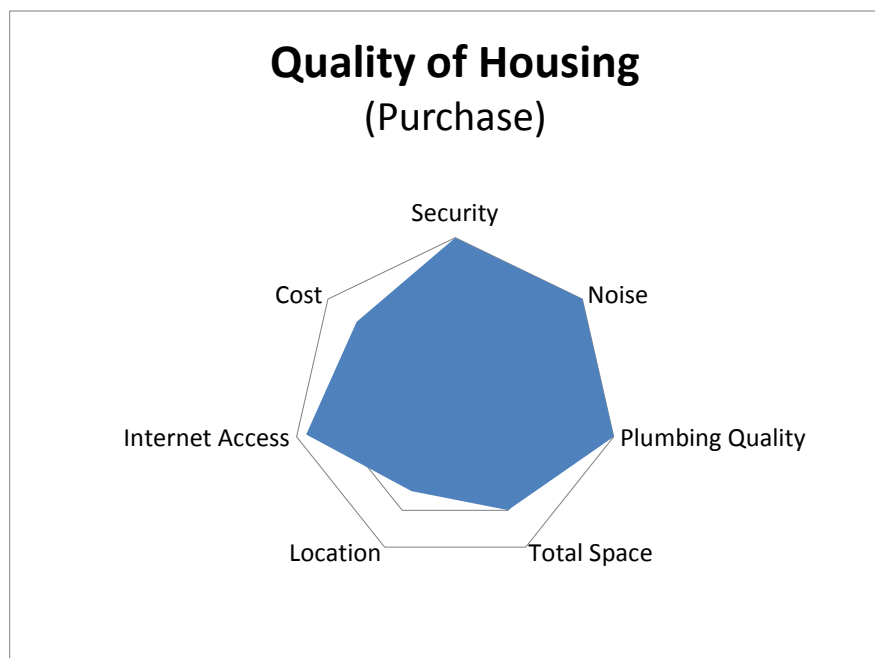 Quality of Housing
(Purchase)
Security
Cost
Noise
Internet Access
Plumbing Quality
Location
Total Space